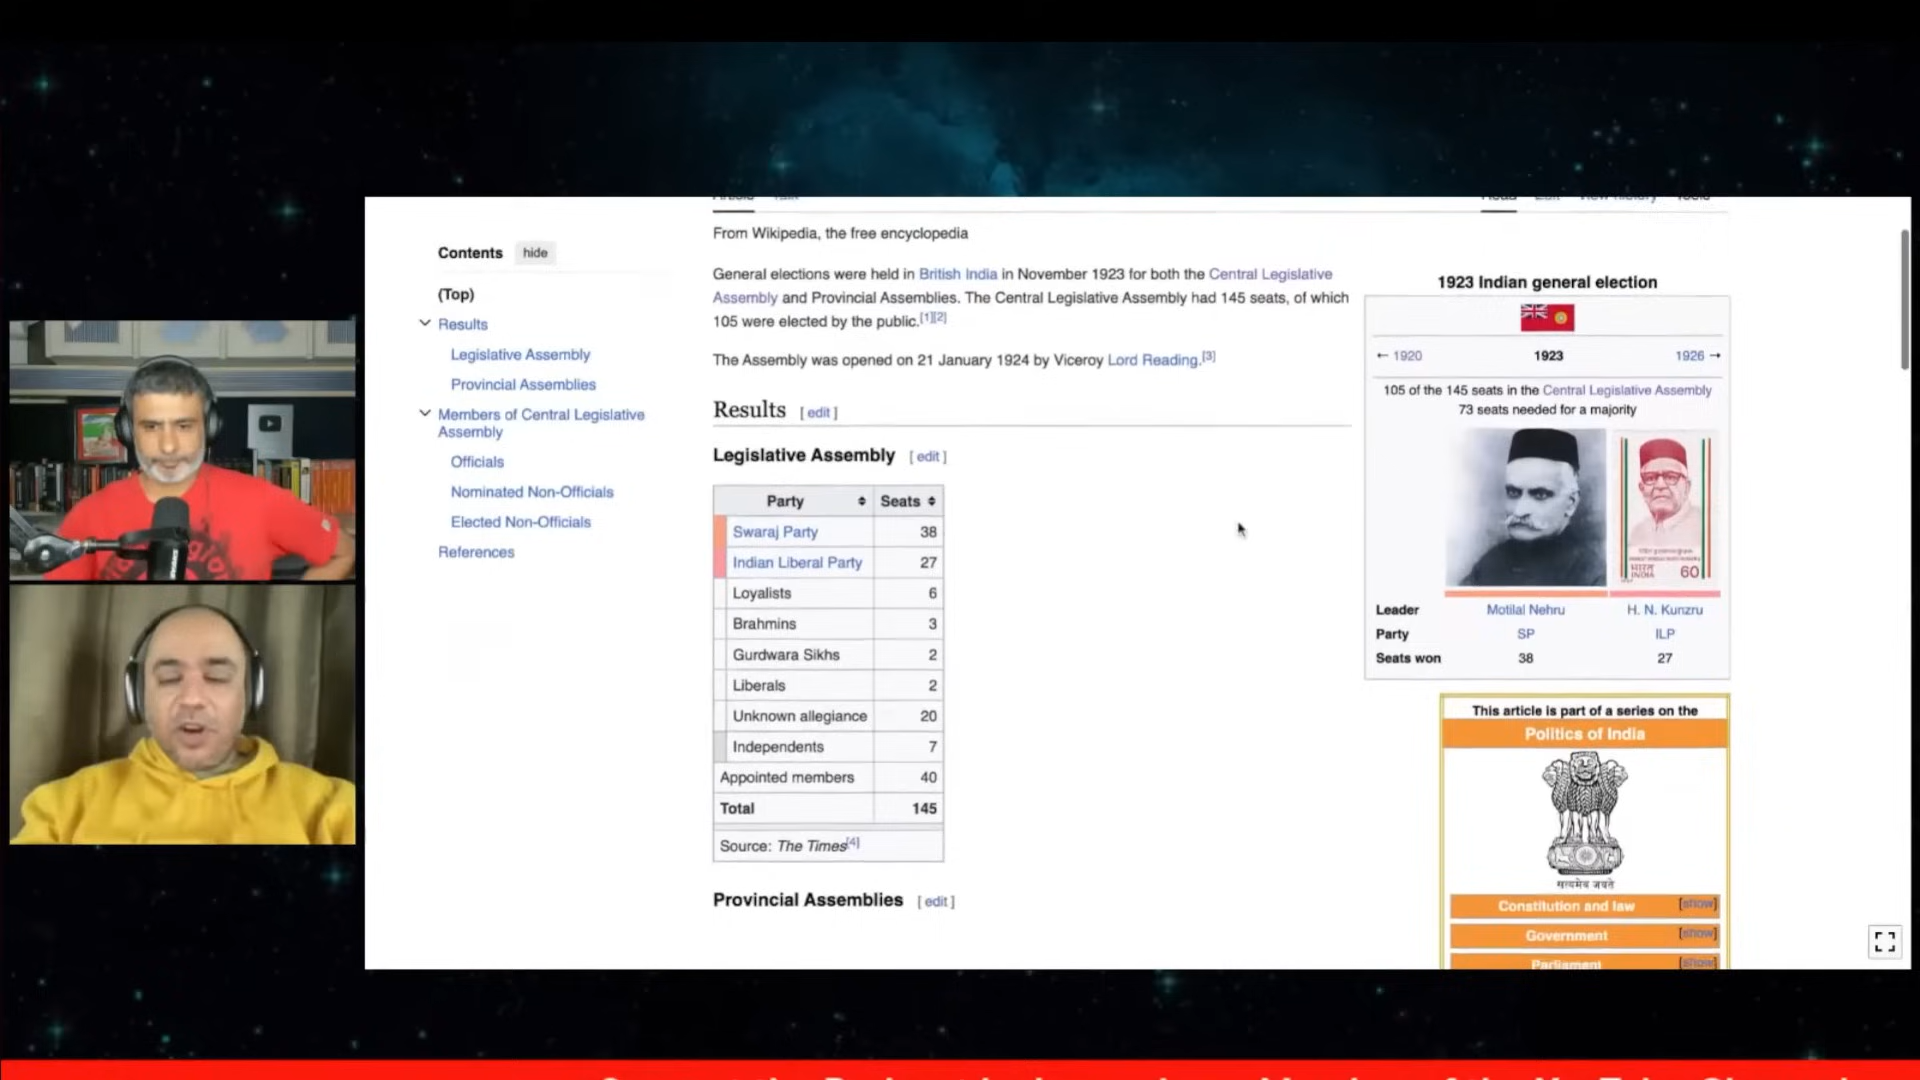 From Wikipedia, the free encyclopedia
Contents hide
(Top)
Results
Legislative Assembly
Provincial Assemblies
Members of Central Legislative
Assembly
Officials
Nominated Non-Officials
Elected Non-Officials
References
General elections were held in British India in November 1923 for both the Central Legislative
Assembly and Provincial Assemblies. The Central Legislative Assembly had 145 seats, of which
105 were elected by the public.[1][2]
The Assembly was opened on 21 January 1924 by Viceroy Lord Reading.[3]
Results [ edit ]
Legislative Assembly [ edit ]
Party Seats
Swaraj Party 38
Indian Liberal Party 27
Loyalists 6
Brahmins 3
Gurdwara Sikhs 2
Liberals 2
Unknown allegiance 20
Independents 7
Appointed members 40
Total 145
Source: The Times[4]
Provincial Assemblies [ edit ]
1923 Indian general election
← 1920 1923 1926 →
105 of the 145 seats in the Central Legislative Assembly
73 seats needed for a majority
भारत
INDIA 60
Leader Motilal Nehru H. N. Kunzru
Party SP ILP
Seats won 38 27
This article is part of a series on the
Politics of India
सत्यमेव जयते
Constitution and law [show]
Government [show]
Parliament [show]